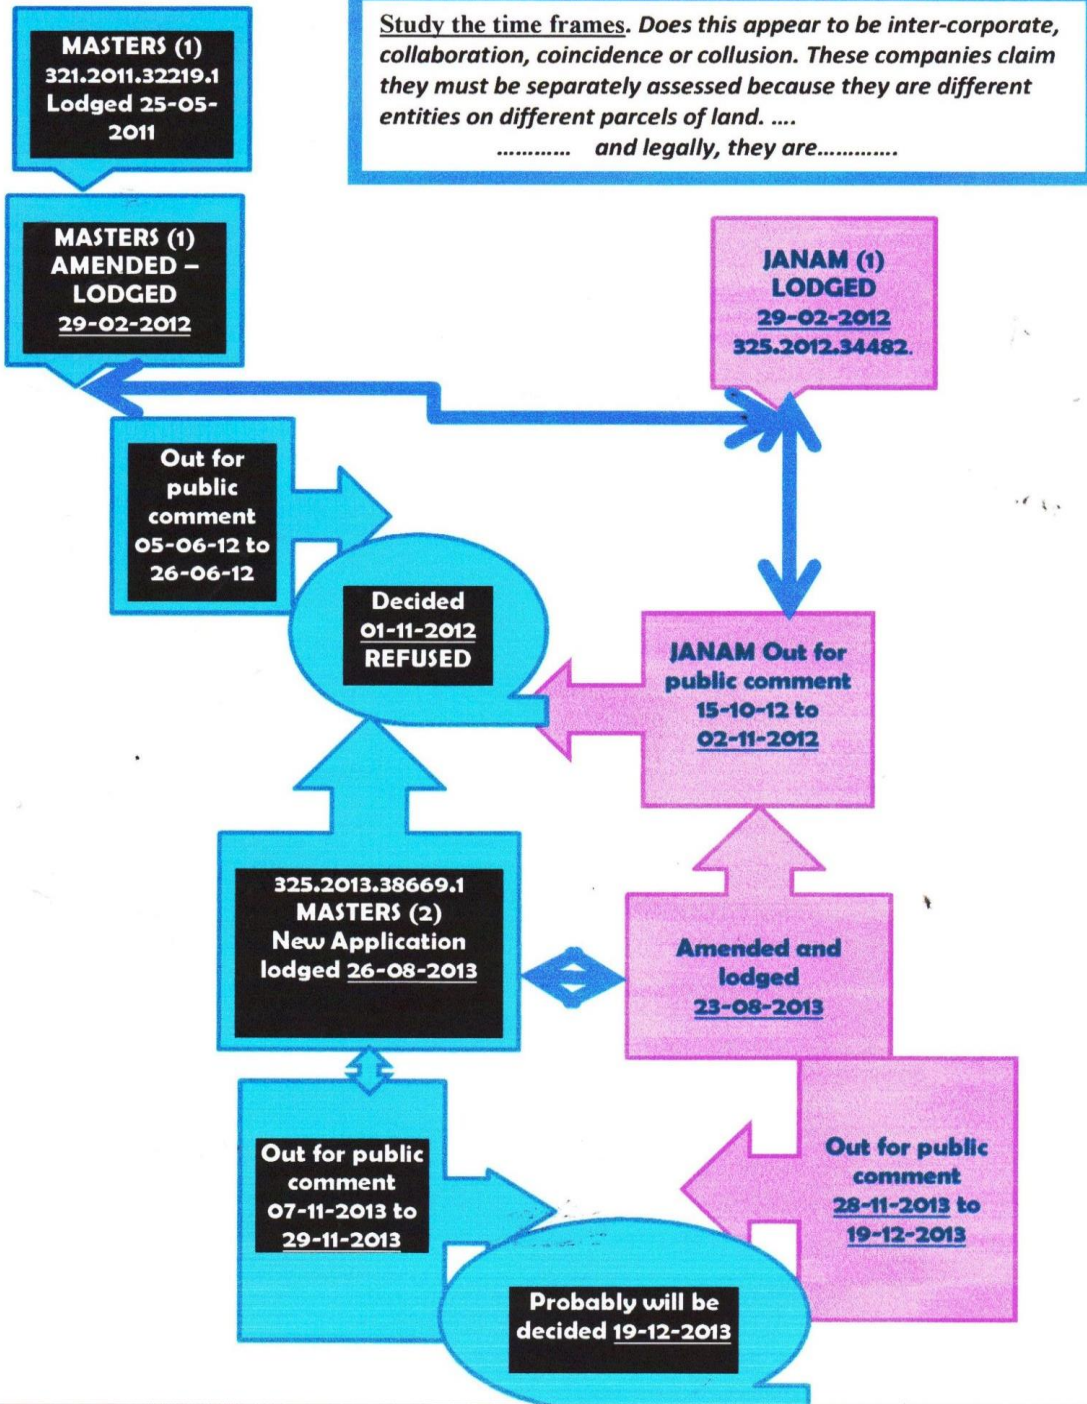 Study the time frames. Does this appear to be inter-corporate,
collaboration, coincidence or collusion. These companies claim
they must be separately assessed because they are different
entities on different parcels of land. ....
............ and legally, they are.............
MASTERS (1)
321.2011.32219.1
Lodged 25-05-
2011
MASTERS (1)
AMENDED –
LODGED
29-02-2012
JANAM (1)
LODGED
29-02-2012
325.2012.34482.
Out for
public
comment
05-06-12 to
26-06-12
Decided
01-11-2012
REFUSED
JANAM Out for
public comment
15-10-12 to
02-11-2012
325.2013.38669.1
MASTERS (2)
New Application
lodged 26-08-2013
Amended and
lodged
23-08-2013
Out for public
comment
07-11-2013 to
29-11-2013
Out for public
comment
28-11-2013 to
19-12-2013
Probably will be
decided 19-12-2013